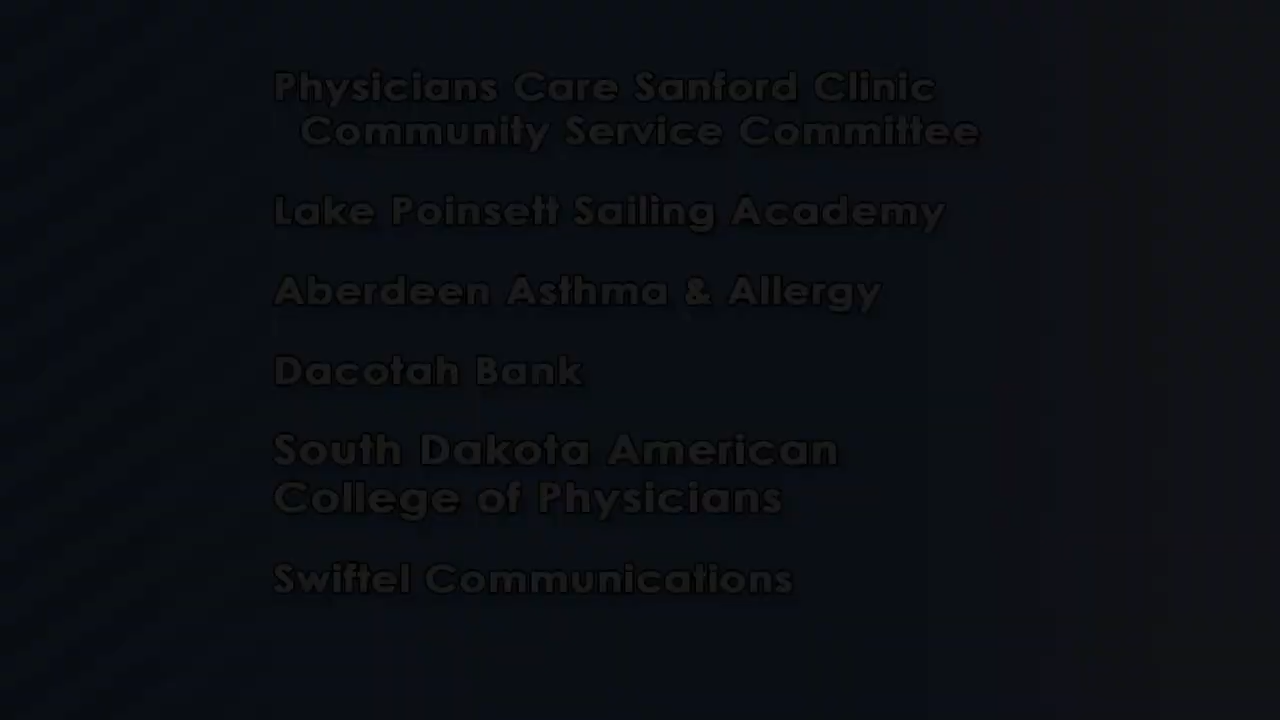 Physicians Care Sanford Clinic
Community Service Committee
Lake Poinsett Sailing Academy
Aberdeen Asthma & Allergy
Dacotah Bank
South Dakota American
College of Physicians
Swiftel Communications